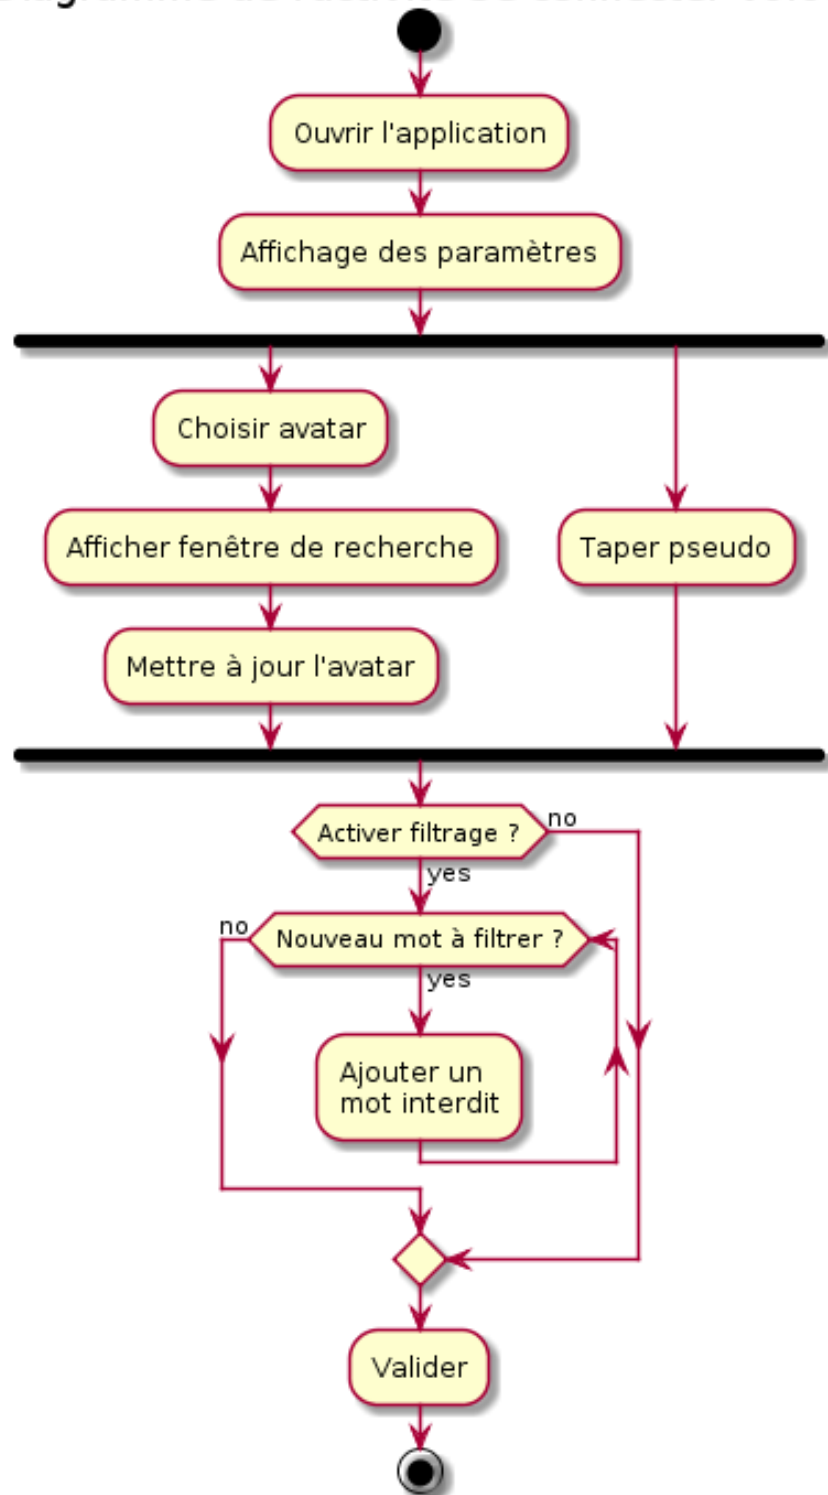 Ouvrir l'application
Affichage des paramètres
Choisir avatar
Afficher fenêtre de recherche
Taper pseudo
Mettre à jour l'avatar
Activer filtrage ?
no
yes
no
Nouveau mot à filtrer ?
yes
Ajouter un
mot interdit
Valider